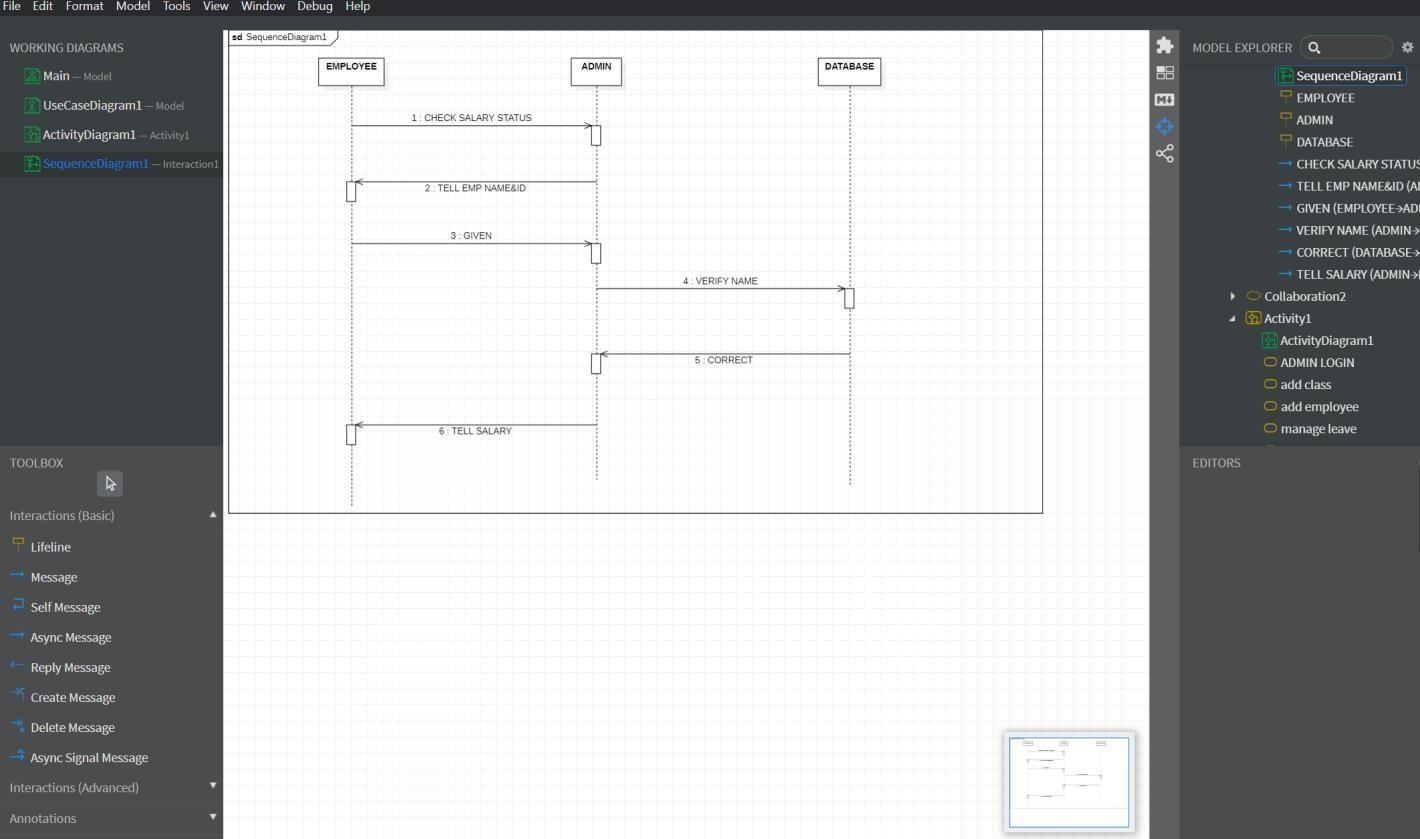 File Edit Format Model Tools View Window Debug Help
WORKING DIAGRAMS
Main — Model
UseCaseDiagram1 — Model
ActivityDiagram1 — Activity1
SequenceDiagram1 — Interaction1
TOOLBOX
Interactions (Basic)
Lifeline
Message
Self Message
Async Message
Reply Message
Create Message
Delete Message
Async Signal Message
Interactions (Advanced)
Annotations
sd SequenceDiagram1
EMPLOYEE
ADMIN
DATABASE
1 : CHECK SALARY STATUS
2 : TELL EMP NAME&ID
3 : GIVEN
4 : VERIFY NAME
5 : CORRECT
6 : TELL SALARY
M
MODEL EXPLORER
SequenceDiagram1
EMPLOYEE
ADMIN
DATABASE
CHECK SALARY STATUS
TELL EMP NAME&ID (
GIVEN (EMPLOYEE→AD
VERIFY NAME (ADMIN→
CORRECT (DATABASE→
TELL SALARY (ADMIN→
Collaboration2
Activity1
ActivityDiagram1
ADMIN LOGIN
add class
add employee
manage leave
EDITORS